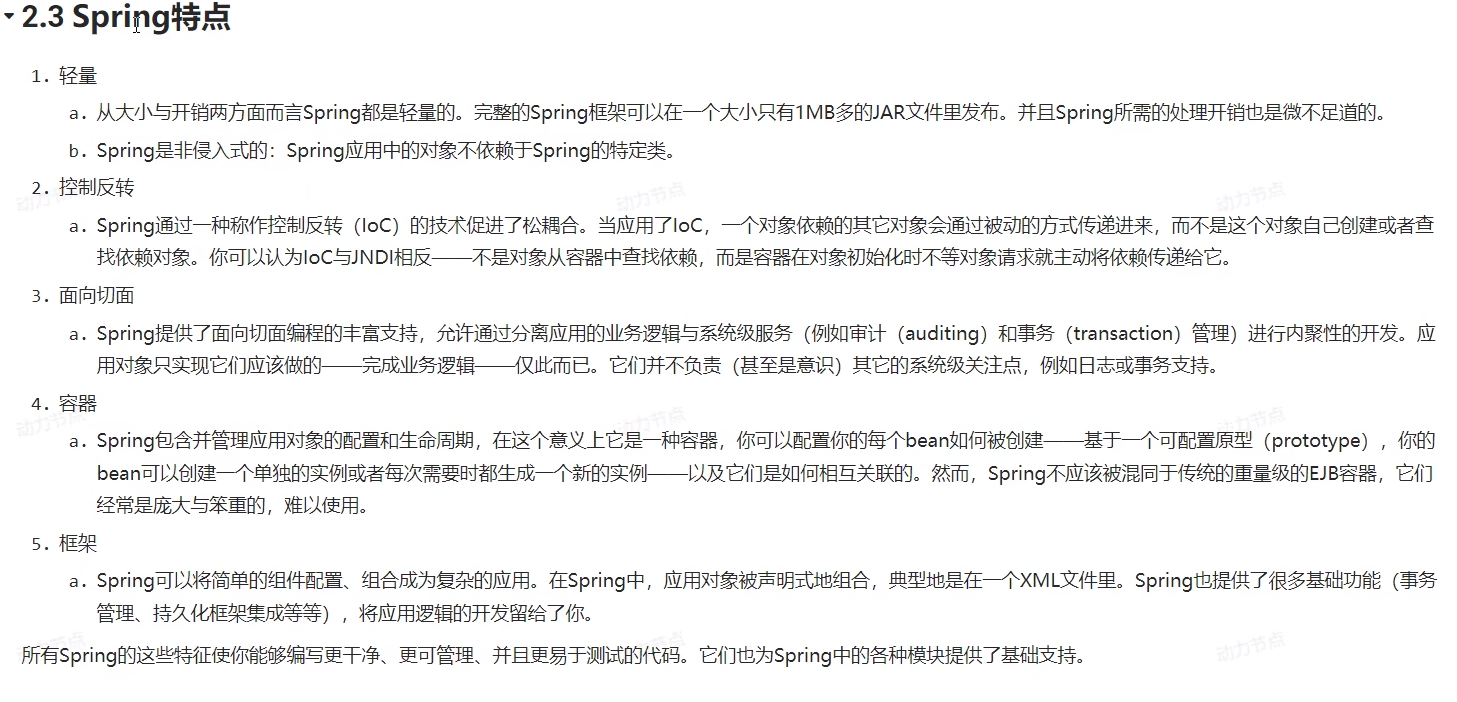 2.3 Spring特点
1. 轻量
a. 从大小与开销两方面而言Spring都是轻量的。完整的Spring框架可以在一个大小只有1MB多的JAR文件里发布。并且Spring所需的处理开销也是微不足道的。
b. Spring是非侵入式的：Spring应用中的对象不依赖于Spring的特定类。
2. 控制反转
动力节点 动力节点 动力节点
a. Spring通过一种称作控制反转（IoC）的技术促进了松耦合。当应用了IoC，一个对象依赖的其它对象会通过被动的方式传递进来，而不是这个对象自己创建或者查
找依赖对象。你可以认为IoC与JNDI相反——不是对象从容器中查找依赖，而是容器在对象初始化时不等对象请求就主动将依赖传递给它。
3. 面向切面
a. Spring提供了面向切面编程的丰富支持，允许通过分离应用的业务逻辑与系统级服务（例如审计（auditing）和事务（transaction）管理）进行内聚性的开发。应
用对象只实现它们应该做的——完成业务逻辑——仅此而已。它们并不负责（甚至是意识）其它的系统级关注点，例如日志或事务支持。
4. 容器
动力节点 动力节点 动力节点
a. Spring包含并管理应用对象的配置和生命周期，在这个意义上它是一种容器，你可以配置你的每个bean如何被创建——基于一个可配置原型（prototype），你的
bean可以创建一个单独的实例或者每次需要时都生成一个新的实例——以及它们是如何相互关联的。然而，Spring不应该被混同于传统的重量级的EJB容器，它们
经常是庞大与笨重的，难以使用。
5. 框架
a. Spring可以将简单的组件配置、组合成为复杂的应用。在Spring中，应用对象被声明式地组合，典型地是在一个XML文件里。Spring也提供了很多基础功能（事务
管理、持久化框架集成等等），将应用逻辑的开发留给了你。
动力节点 动力节点 动力节点
所有Spring的这些特征使你能够编写更干净、更可管理、并且更易于测试的代码。它们也为Spring中的各种模块提供了基础支持。